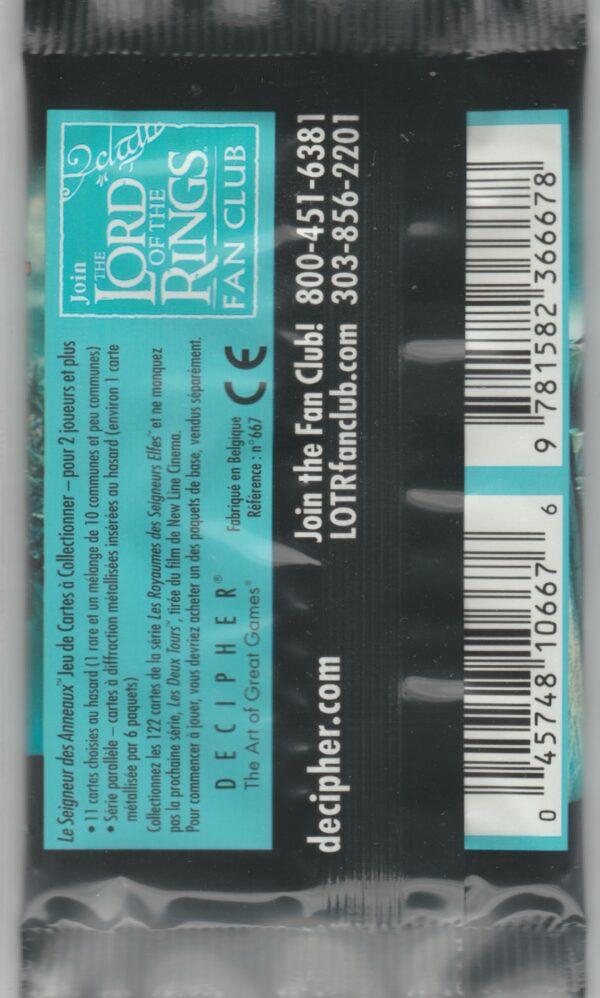 Le Seigneur des Anneaux™ Jeu de Cartes à Collectionner – pour 2 joueurs et plus
• 11 cartes choisies au hasard (1 rare et un mélange de 10 communes et peu communes)
• Série parallèle – cartes à diffraction métallisées insérées au hasard (environ 1 carte
métallisée par 6 paquets)
Collectionnez les 122 cartes de la série Les Royaumes des Seigneurs Elfes™ et ne manquez
pas la prochaine série, Les Deux Tours™, tirée du film de New Line Cinema.
Pour commencer à jouer, vous devriez acheter un des paquets de base, vendus séparément.
DECIPHER®
The Art of Great Games®
Fabriqué en Belgique
Référence : n°667
CE
Join
THE
LORD
OF THE
RINGS™
FAN CLUB
Official
decipher.com
Join the Fan Club! 800-451-6381
LOTRfanclub.com 303-856-2201
0 45748 10667 6
9 781582 366678